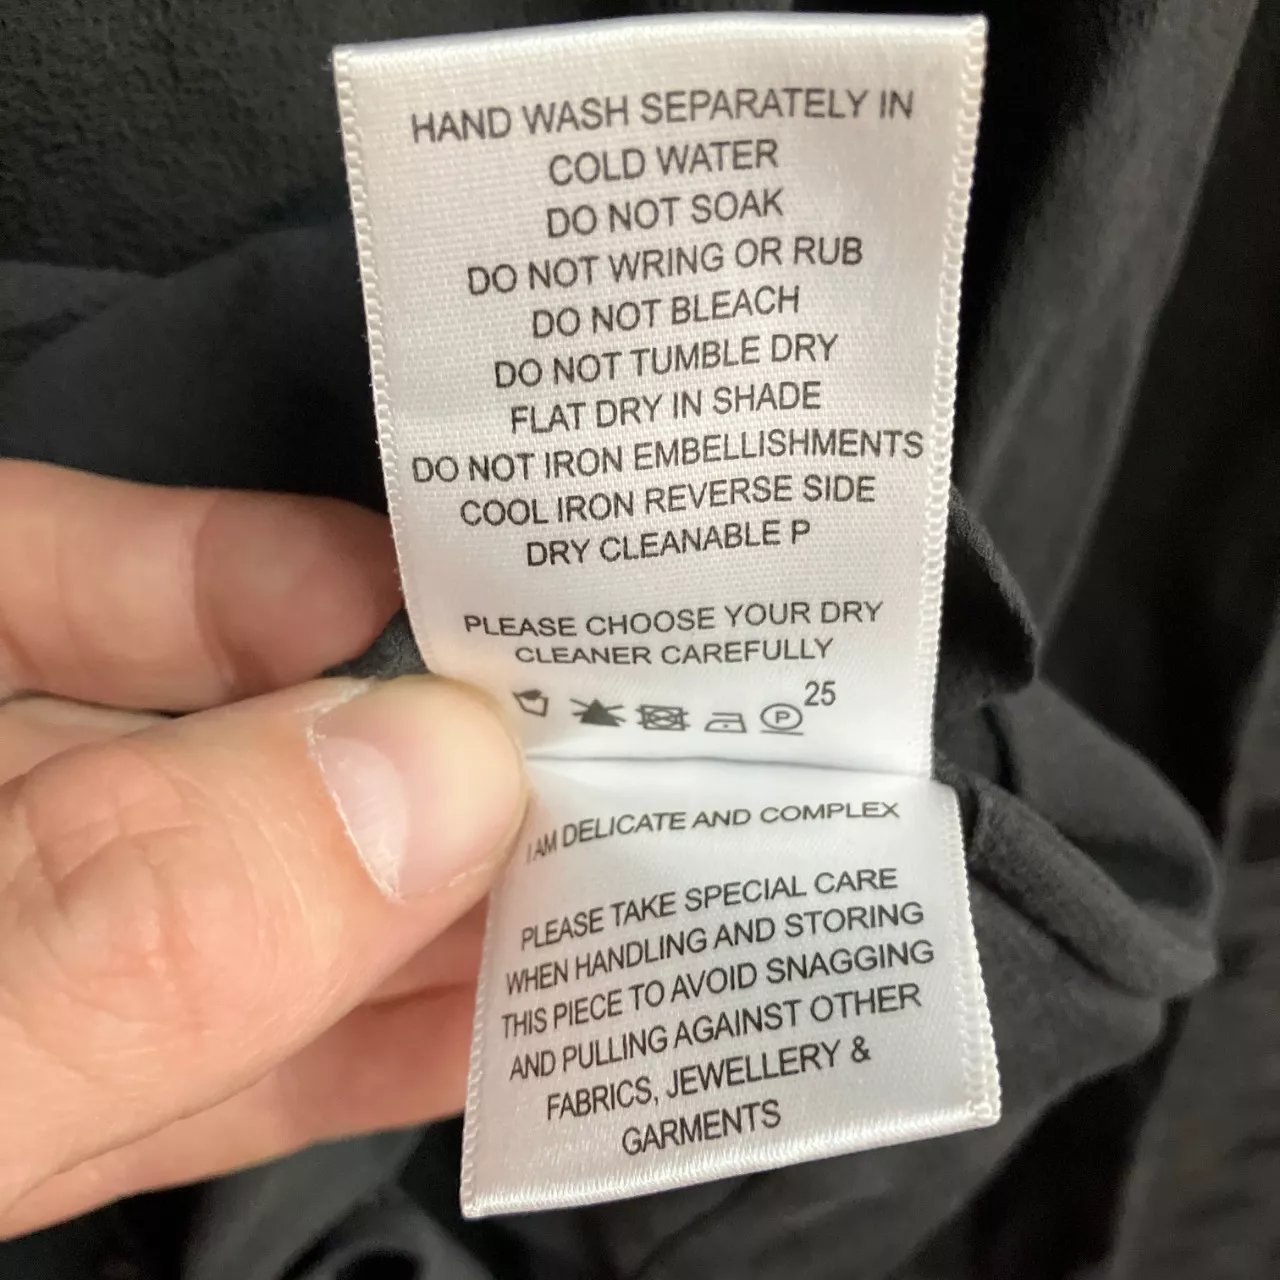 HAND WASH SEPARATELY IN
COLD WATER
DO NOT SOAK
DO NOT WRING OR RUB
DO NOT BLEACH
DO NOT TUMBLE DRY
FLAT DRY IN SHADE
DO NOT IRON EMBELLISHMENTS
COOL IRON REVERSE SIDE
DRY CLEANABLE P
PLEASE CHOOSE YOUR DRY
CLEANER CAREFULLY
P 25
I AM DELICATE AND COMPLEX
PLEASE TAKE SPECIAL CARE
WHEN HANDLING AND STORING
THIS PIECE TO AVOID SNAGGING
AND PULLING AGAINST OTHER
FABRICS, JEWELLERY &
GARMENTS